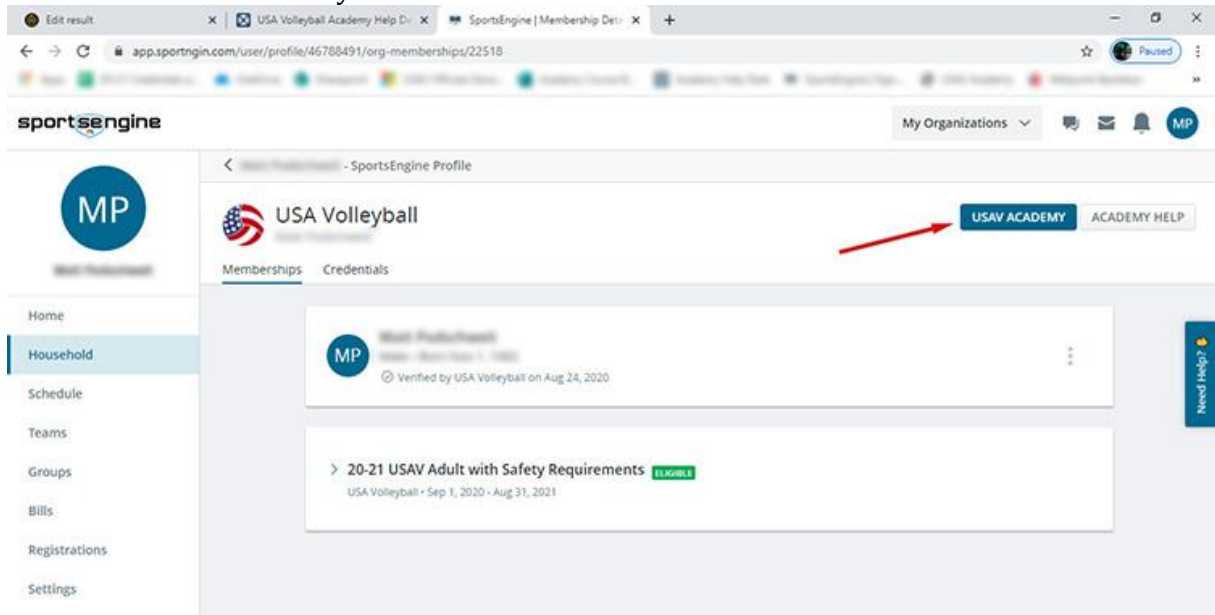 Edit result
USA Volleyball Academy Help De
SportsEngine | Membership Deta
app.sportngin.com/user/profile/46788491/org-memberships/22518
Paused
sportsengine
My Organizations
MP
MP
- SportsEngine Profile
USA Volleyball
USAV ACADEMY
ACADEMY HELP
Memberships Credentials
Home
Household
Schedule
Teams
Groups
Bills
Registrations
Settings
MP
Verified by USA Volleyball on Aug 24, 2020
20-21 USAV Adult with Safety Requirements ELIGIBLE
USA Volleyball • Sep 1, 2020 - Aug 31, 2021
Need Help?